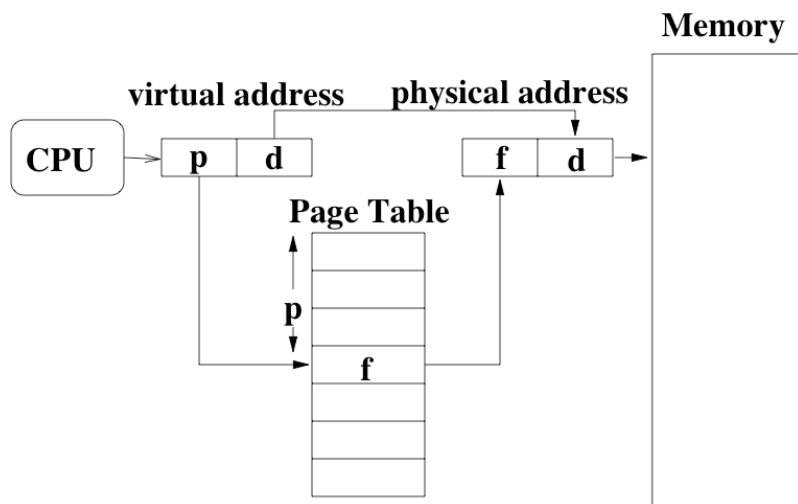 Memory
virtual address
physical address
CPU
p
d
f
d
Page Table
p
f